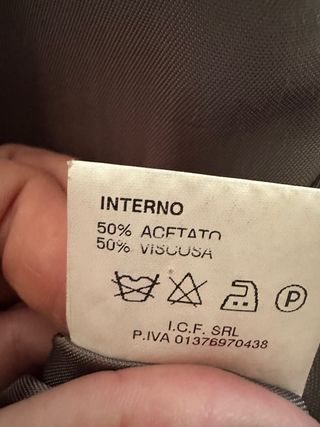 INTERNO
50% ACETATO
50% VISCOSA
P
I.C.F. SRL
P.IVA 01376970438